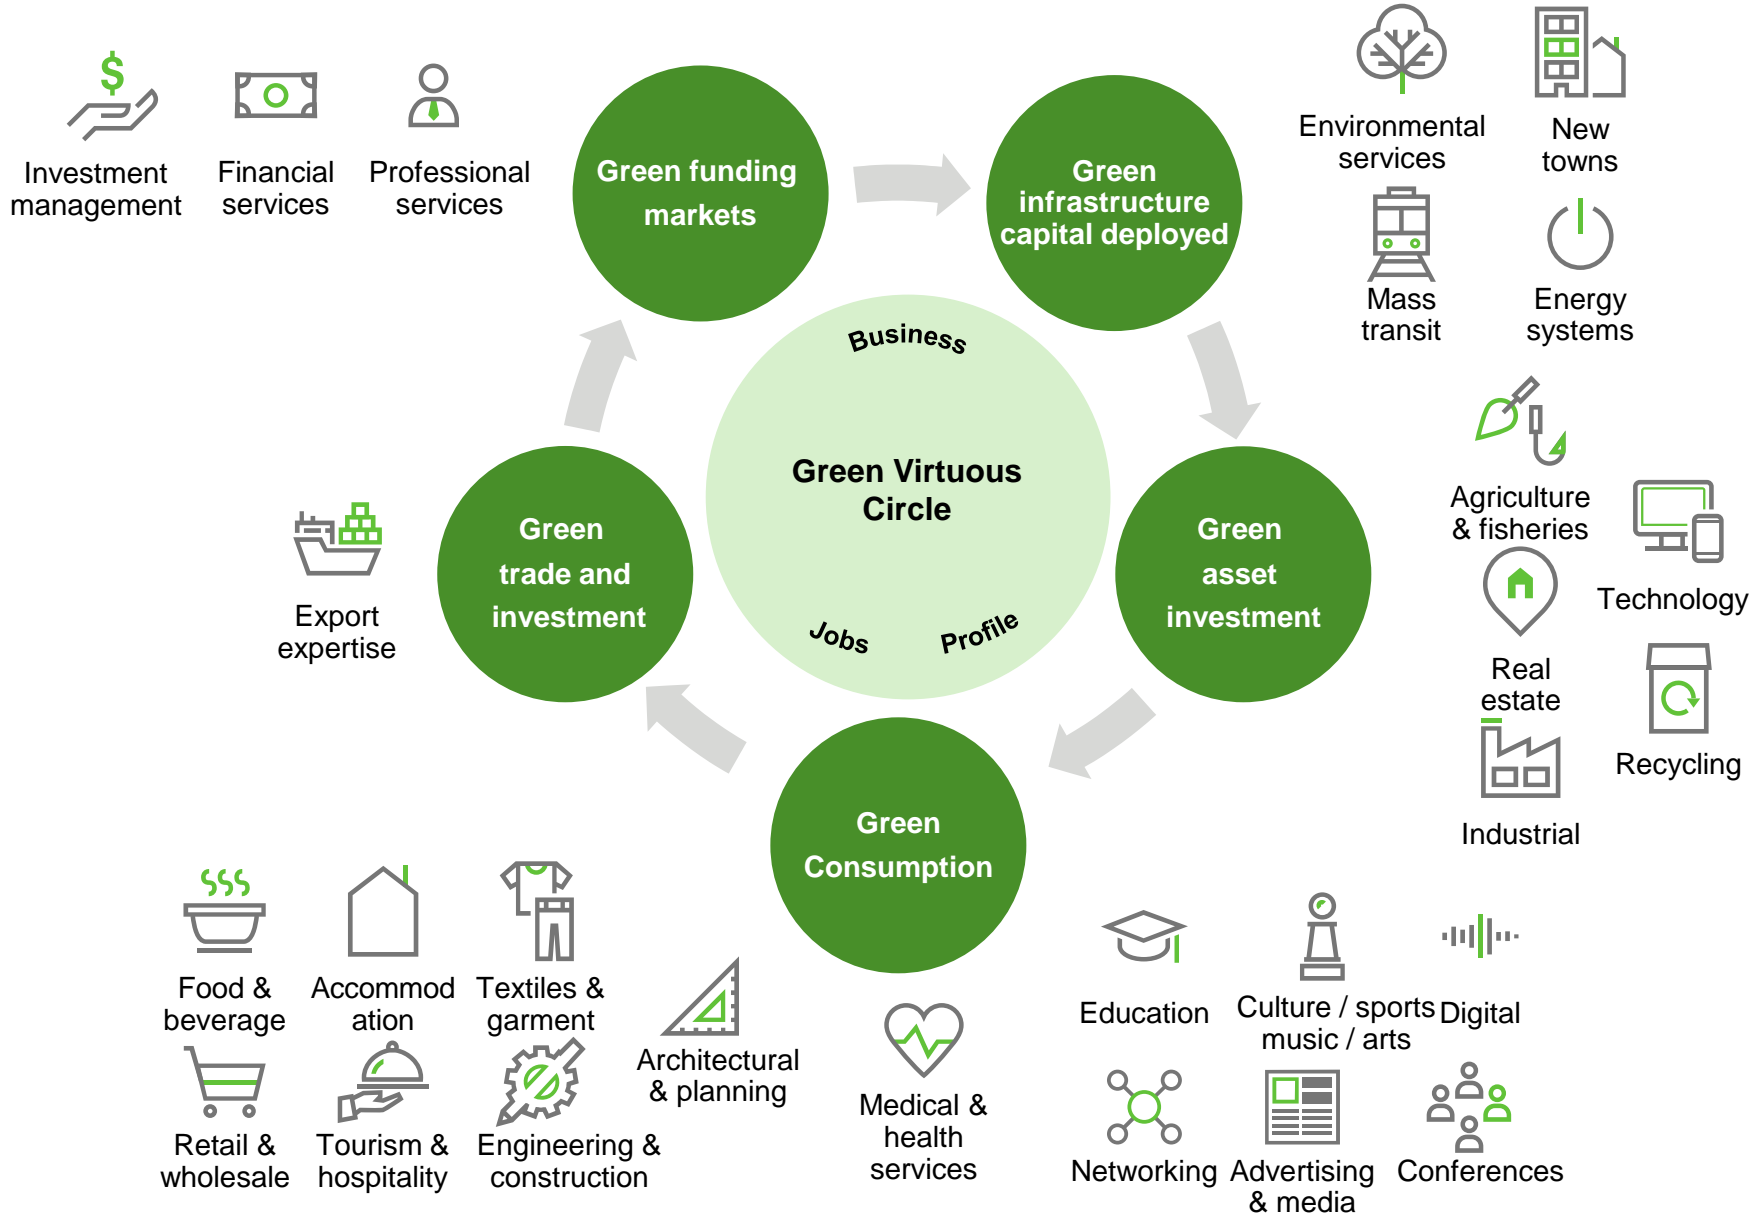 $
Investment
management
Financial
services
Professional
services
Green funding
markets
Green
infrastructure
capital deployed
Environmental
services
New
towns
Mass
transit
Energy
systems
Business
Green Virtuous
Circle
Jobs
Profile
Green
trade and
investment
Export
expertise
Green
asset
investment
Agriculture
& fisheries
Technology
Real
estate
Recycling
Industrial
Green
Consumption
Food &
beverage
Accommod
ation
Textiles &
garment
Architectural
& planning
Retail &
wholesale
Tourism &
hospitality
Engineering &
construction
Medical &
health
services
Education
Culture / sports
music / arts
Digital
Networking
Advertising
& media
Conferences